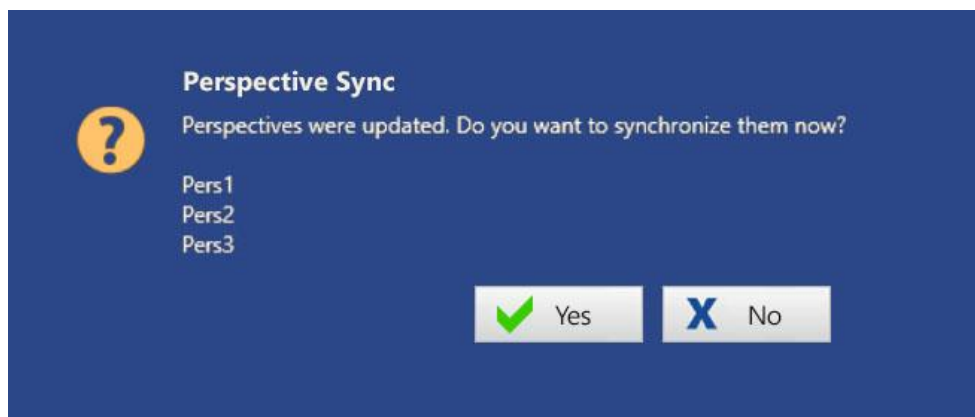 Perspective Sync
Perspectives were updated. Do you want to synchronize them now?
Pers1
Pers2
Pers3
Yes
No